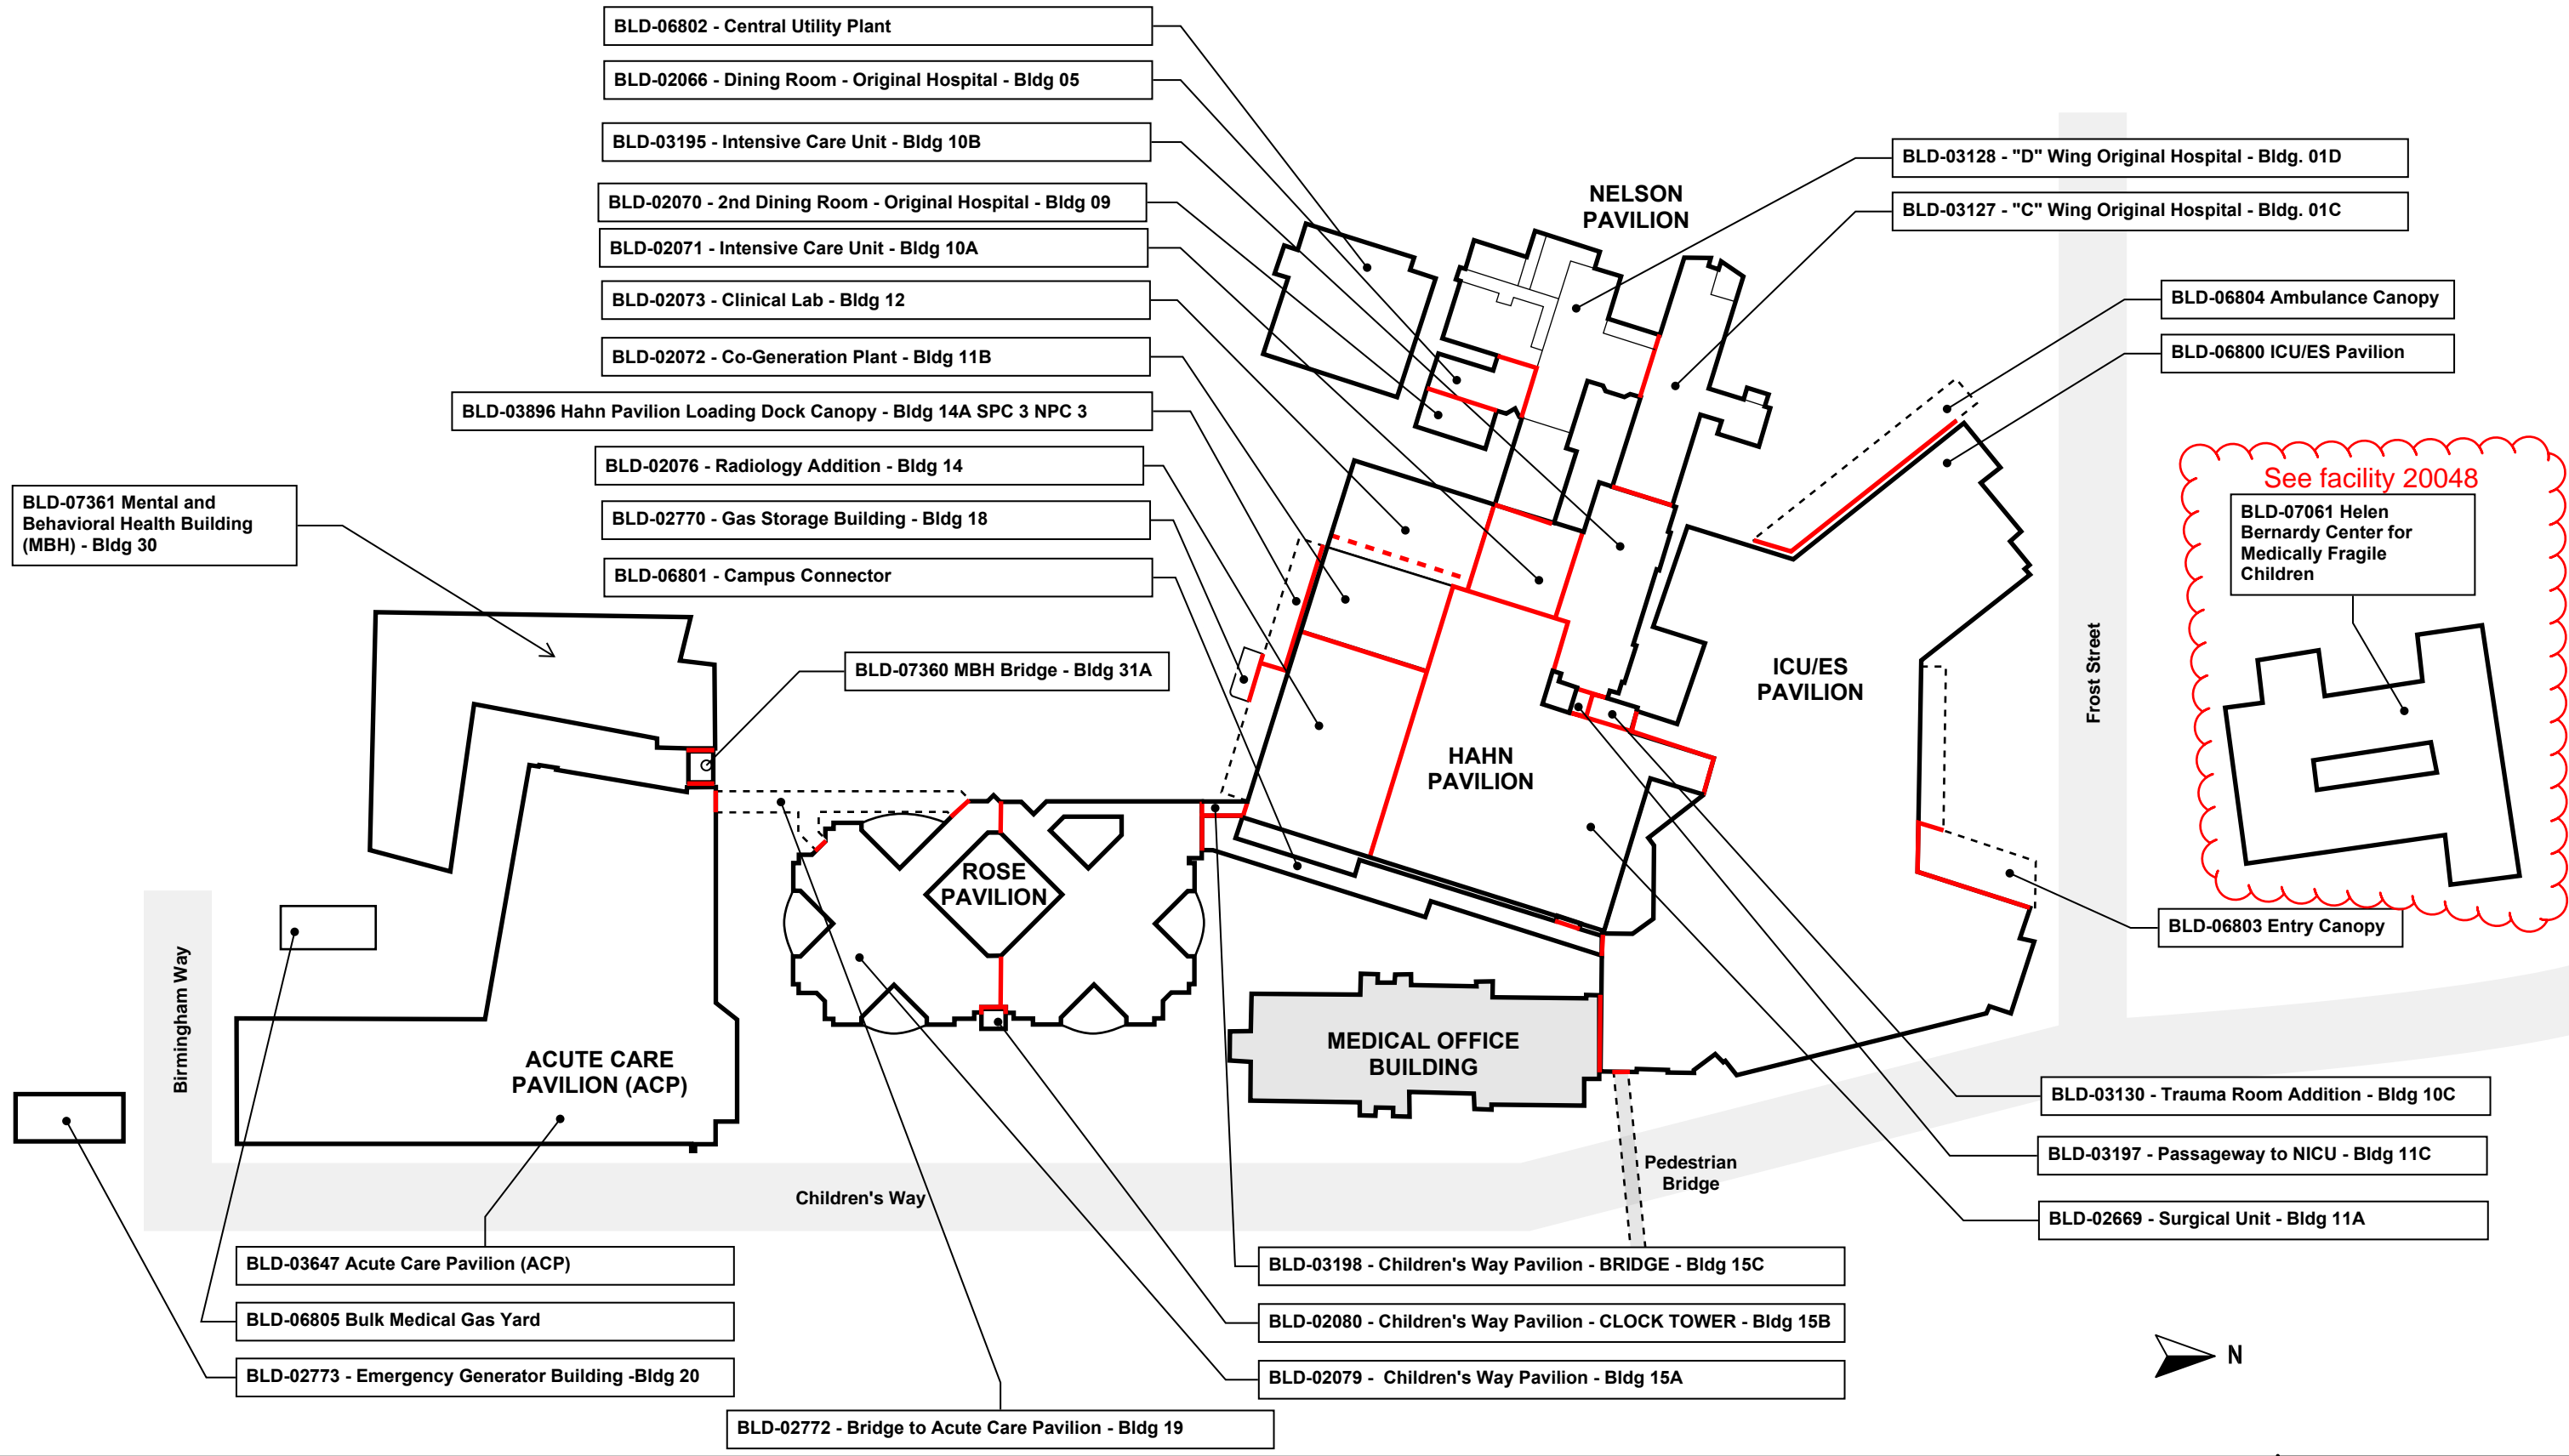 BLD-06802 - Central Utility Plant
BLD-02066 - Dining Room - Original Hospital - Bldg 05
BLD-03195 - Intensive Care Unit - Bldg 10B
BLD-02070 - 2nd Dining Room - Original Hospital - Bldg 09
BLD-02071 - Intensive Care Unit - Bldg 10A
BLD-02073 - Clinical Lab - Bldg 12
BLD-02072 - Co-Generation Plant - Bldg 11B
BLD-03896 Hahn Pavilion Loading Dock Canopy - Bldg 14A SPC 3 NPC 3
BLD-02076 - Radiology Addition - Bldg 14
BLD-02770 - Gas Storage Building - Bldg 18
BLD-06801 - Campus Connector
BLD-07361 Mental and
Behavioral Health Building
(MBH) - Bldg 30
BLD-07360 MBH Bridge - Bldg 31A
NELSON
PAVILION
BLD-03128 - "D" Wing Original Hospital - Bldg. 01D
BLD-03127 - "C" Wing Original Hospital - Bldg. 01C
BLD-06804 Ambulance Canopy
BLD-06800 ICU/ES Pavilion
See facility 20048
BLD-07061 Helen
Bernardy Center for
Medically Fragile
Children
Frost Street
ICU/ES
PAVILION
HAHN
PAVILION
ROSE
PAVILION
BLD-06803 Entry Canopy
MEDICAL OFFICE
BUILDING
ACUTE CARE
PAVILION (ACP)
Birmingham Way
Children's Way
Pedestrian
Bridge
BLD-03130 - Trauma Room Addition - Bldg 10C
BLD-03197 - Passageway to NICU - Bldg 11C
BLD-02669 - Surgical Unit - Bldg 11A
BLD-03647 Acute Care Pavilion (ACP)
BLD-06805 Bulk Medical Gas Yard
BLD-02773 - Emergency Generator Building -Bldg 20
BLD-03198 - Children's Way Pavilion - BRIDGE - Bldg 15C
BLD-02080 - Children's Way Pavilion - CLOCK TOWER - Bldg 15B
BLD-02079 - Children's Way Pavilion - Bldg 15A
BLD-02772 - Bridge to Acute Care Pavilion - Bldg 19
N